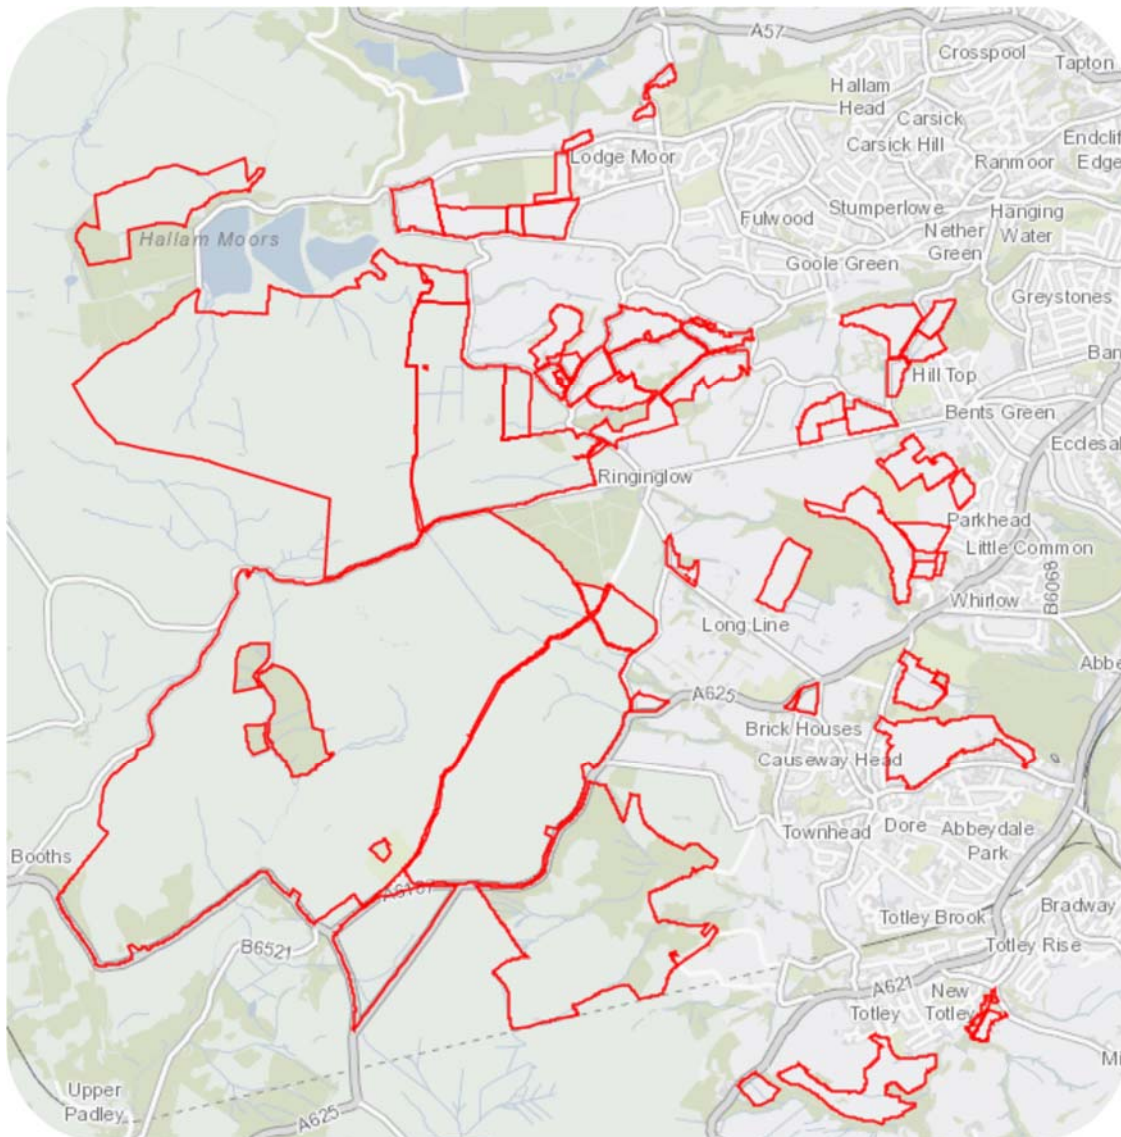 A57
Crosspool
Tapton
Hallam
Head
Carsick
Carsick Hill
Endclif
Edge
Lodge Moor
Ranmoor
Fulwood
Stumperlowe
Hanging
Water
Nether
Green
Hallam Moors
Goole Green
Greystones
Ban
Hill Top
Bents Green
Ecclesal
Ringinglow
Parkhead
Little Common
B6068
Whirlow
Long Line
Abbe
A625
Brick Houses
Causeway Head
Townhead
Dore
Abbeydale
Park
Booths
A6187
Totley Brook
Bradway
B6521
Totley Rise
A621
New
Totley
Totley
Mi
Upper
Padley
A625